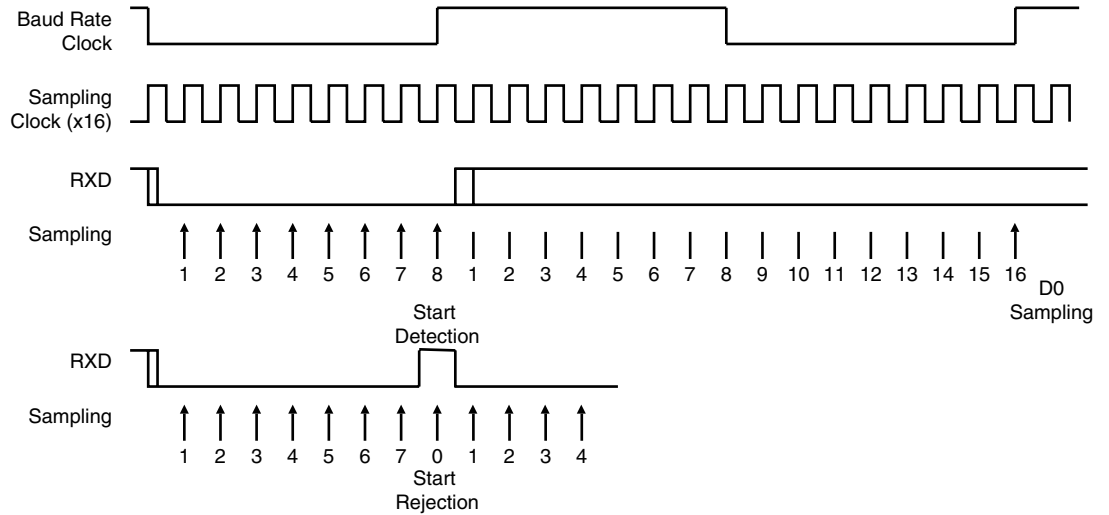 Baud Rate
Clock
Sampling
Clock (x16)
RXD
Sampling
1 2 3 4 5 6 7 8 1 2 3 4 5 6 7 8 9 10 11 12 13 14 15 16
D0
Sampling
Start
Detection
RXD
Sampling
1 2 3 4 5 6 7 0 1 2 3 4
Start
Rejection